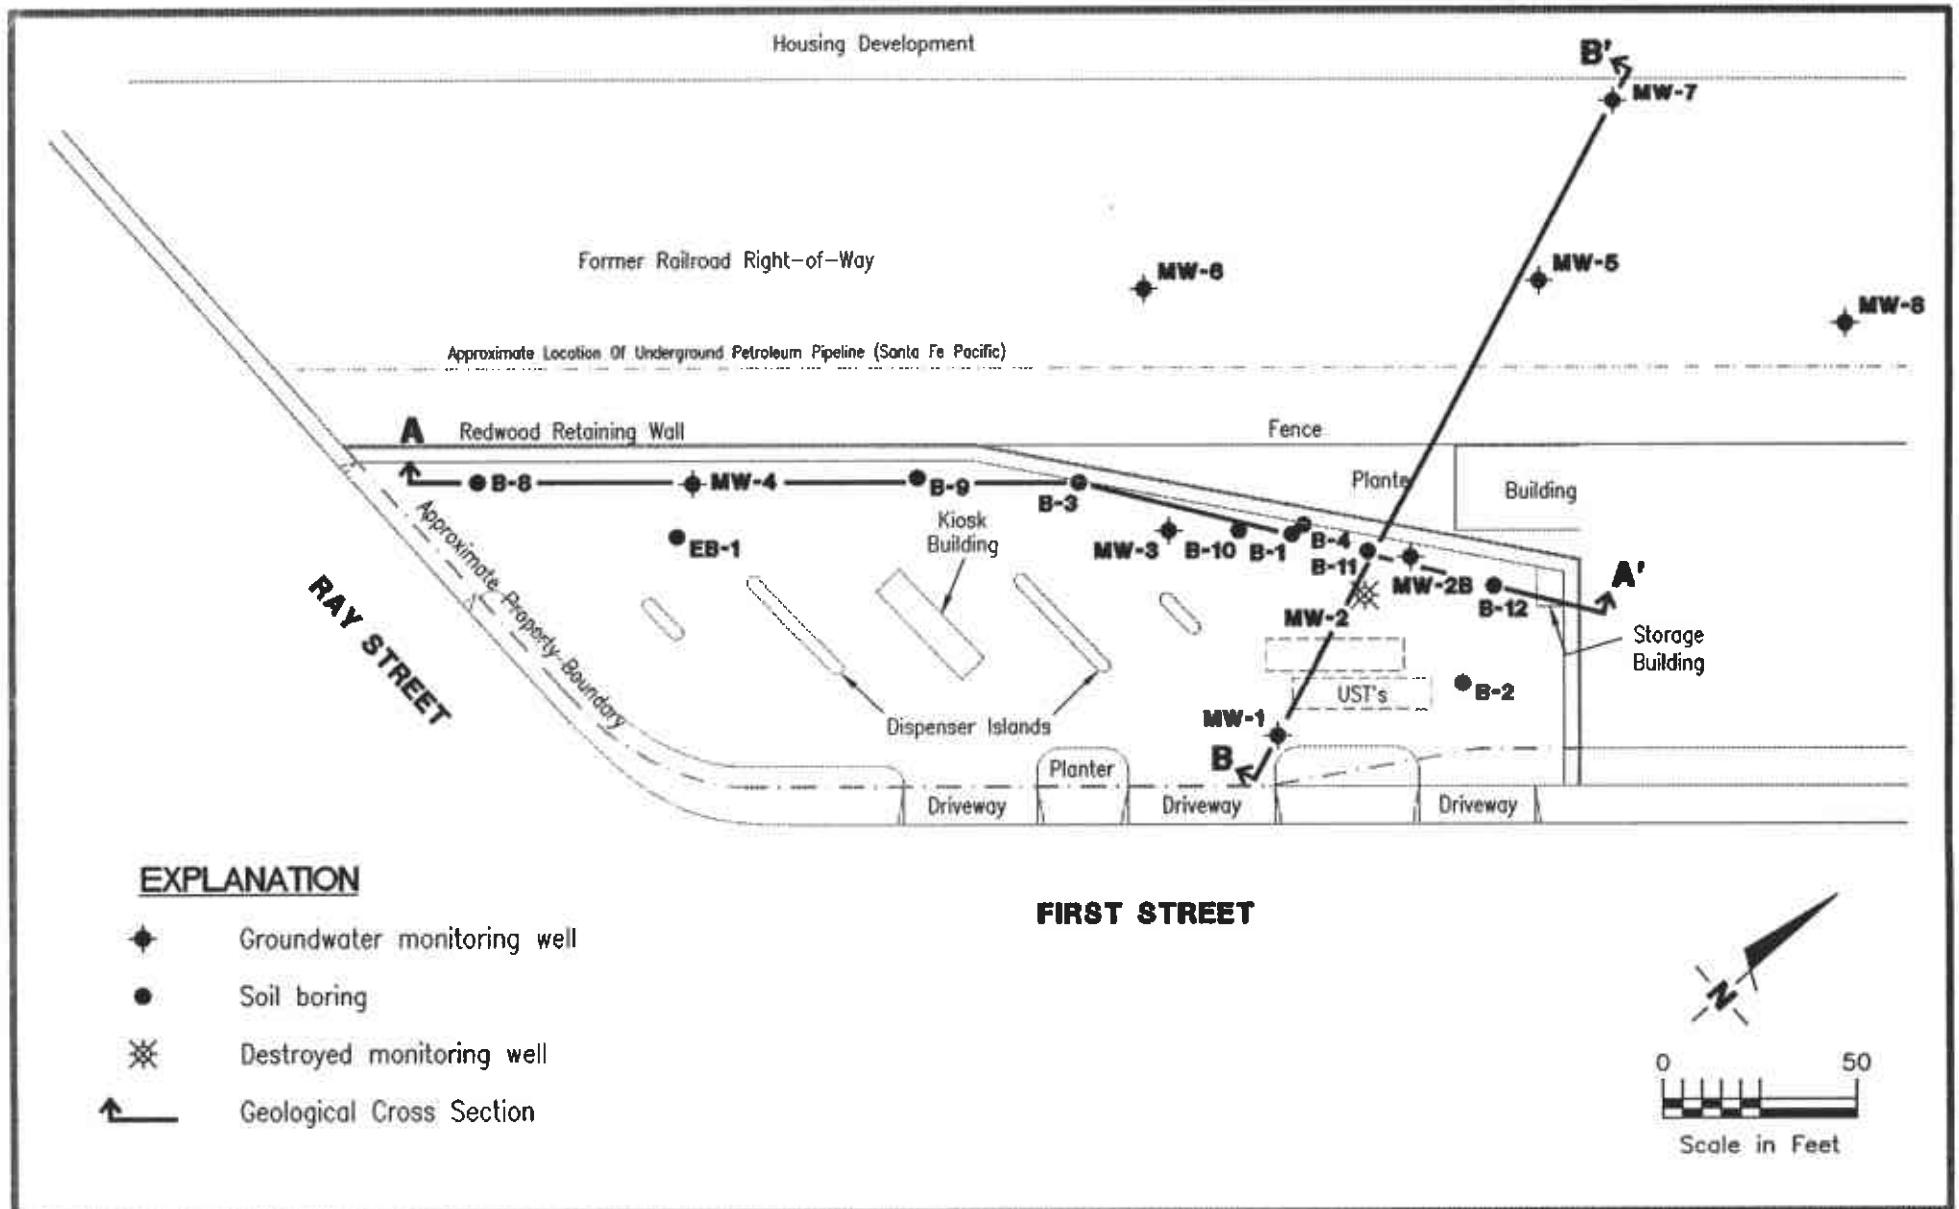 Housing Development
B'
MW-7
Former Railroad Right-of-Way
MW-6
MW-5
MW-8
Approximate Location Of Underground Petroleum Pipeline (Santa Fe Pacific)
A
Redwood Retaining Wall
Fence
B-8
MW-4
B-9
B-3
Plante
Building
EB-1
Kiosk
Building
MW-3
B-10
B-1
B-4
B-11
MW-2B
B-12
A'
MW-2
Storage
Building
Approximate Property Boundary
RAY STREET
UST's
B-2
MW-1
B
Dispenser Islands
Planter
Driveway
Driveway
Driveway
FIRST STREET
EXPLANATION
Groundwater monitoring well
Soil boring
Destroyed monitoring well
Geological Cross Section
N
0 50
Scale in Feet